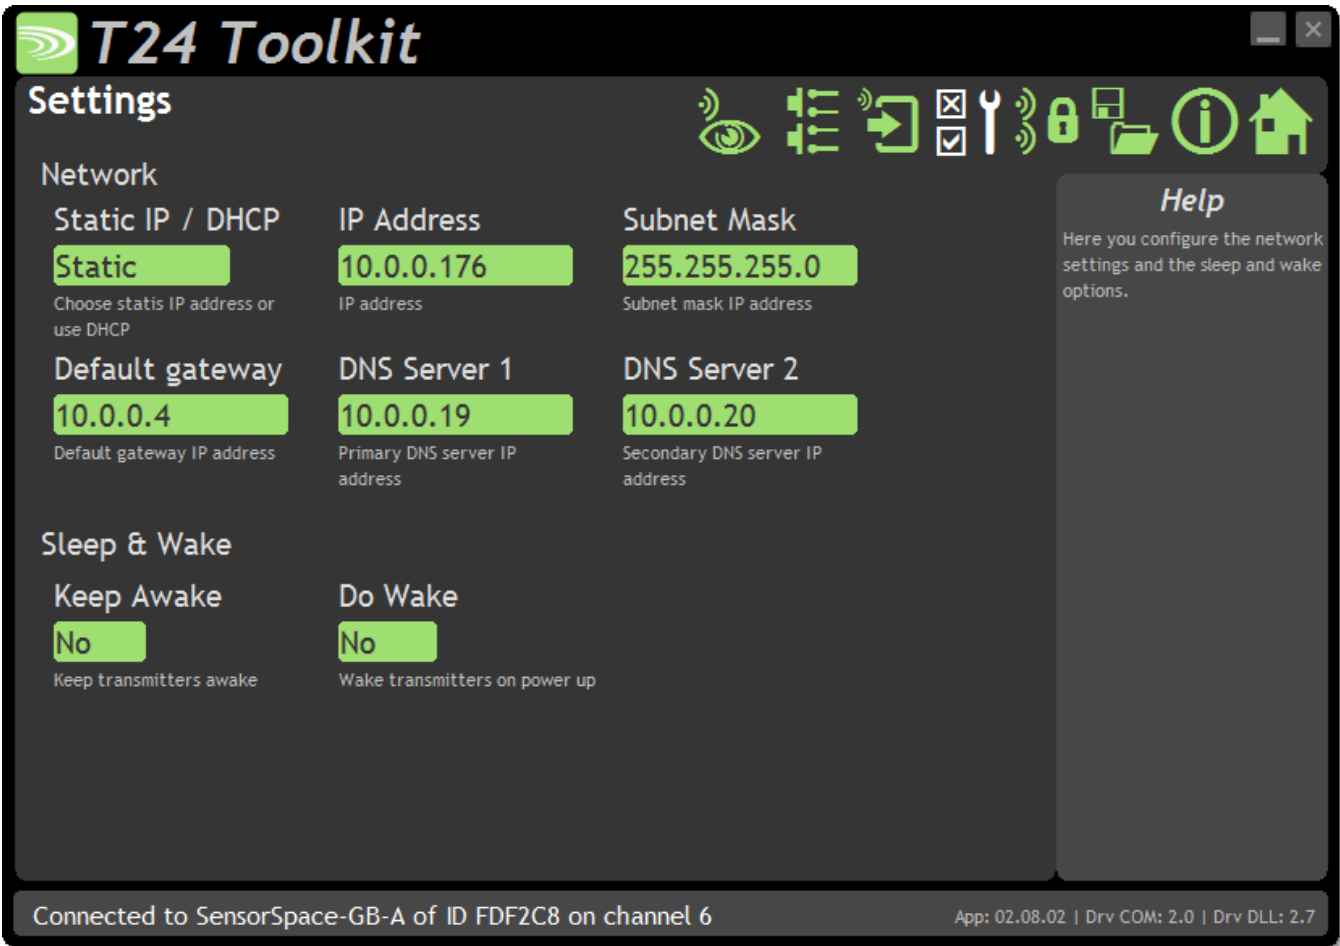 T24 Toolkit
Settings
Network
Static IP / DHCP
Static
Choose statis IP address or
use DHCP
IP Address
10.0.0.176
IP address
Subnet Mask
255.255.255.0
Subnet mask IP address
Default gateway
10.0.0.4
Default gateway IP address
DNS Server 1
10.0.0.19
Primary DNS server IP
address
DNS Server 2
10.0.0.20
Secondary DNS server IP
address
Sleep & Wake
Keep Awake
No
Keep transmitters awake
Do Wake
No
Wake transmitters on power up
Help
Here you configure the network
settings and the sleep and wake
options.
Connected to SensorSpace-GB-A of ID FDF2C8 on channel 6
App: 02.08.02 | Drv COM: 2.0 | Drv DLL: 2.7